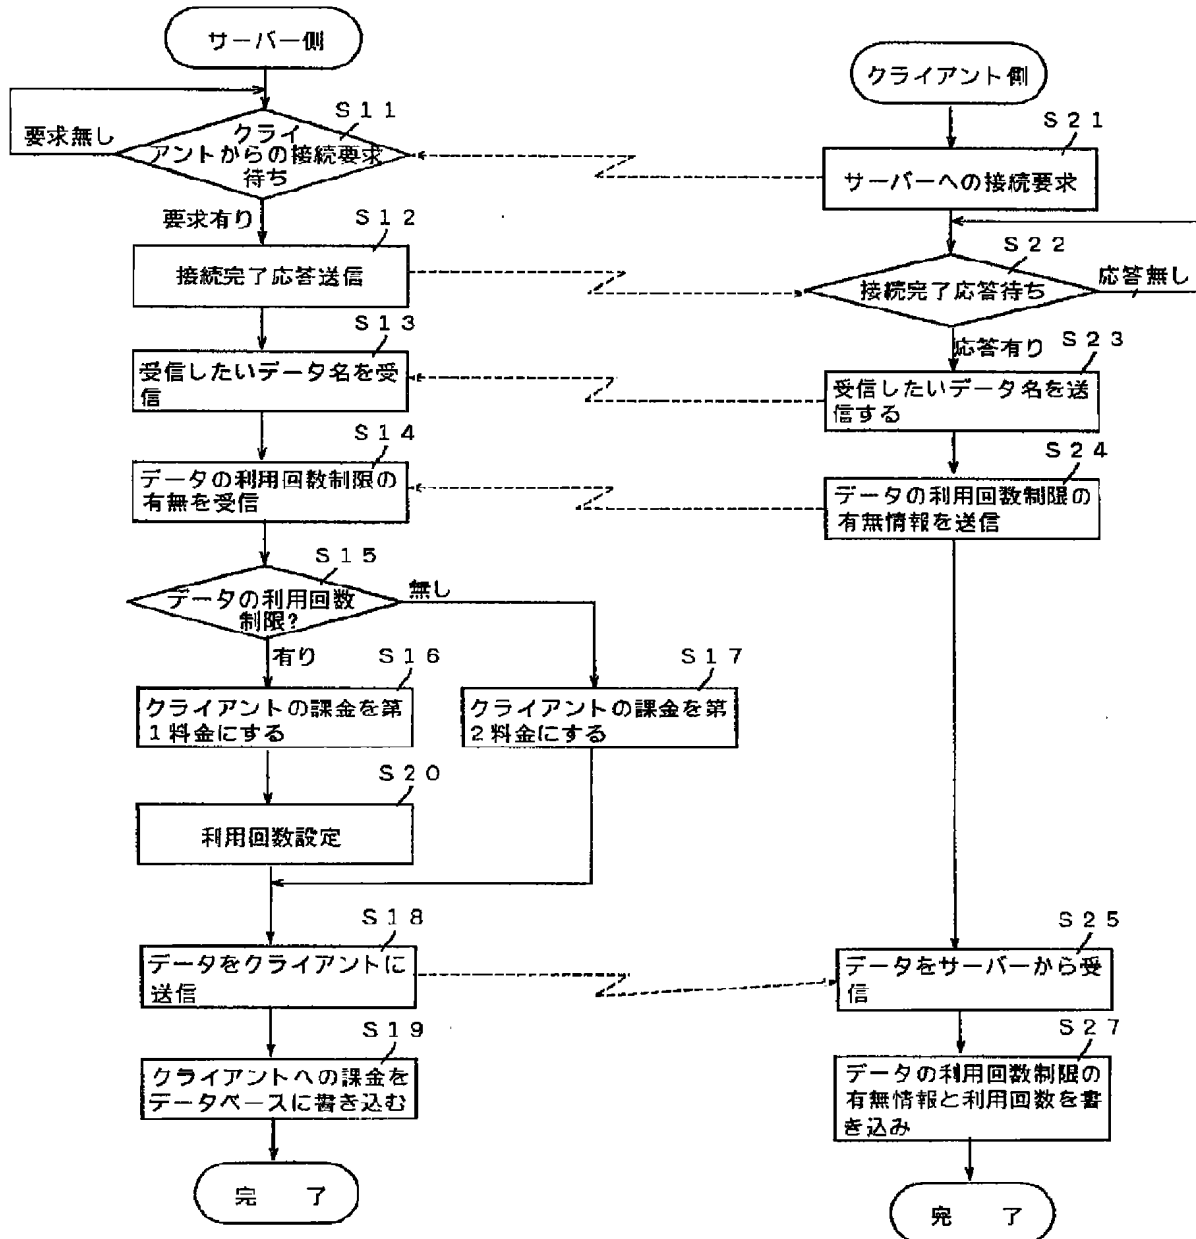 サーバー側
S11
要求無し
クライ
アントからの接続要求
待ち
要求有り
S12
接続完了応答送信
S13
受信したいデータ名を受
信
S14
データの利用回数制限の
有無を受信
S15
データの利用回数
制限?
無し
有り
S16
クライアントの課金を第
1料金にする
S17
クライアントの課金を第
2料金にする
S20
利用回数設定
S18
データをクライアントに
送信
S19
クライアントへの課金を
データベースに書き込む
完 了
クライアント側
S21
サーバーへの接続要求
S22
接続完了応答待ち
応答無し
応答有り
S23
受信したいデータ名を送
信する
S24
データの利用回数制限の
有無情報を送信
S25
データをサーバーから受
信
S27
データの利用回数制限の
有無情報と利用回数を書
き込み
完 了